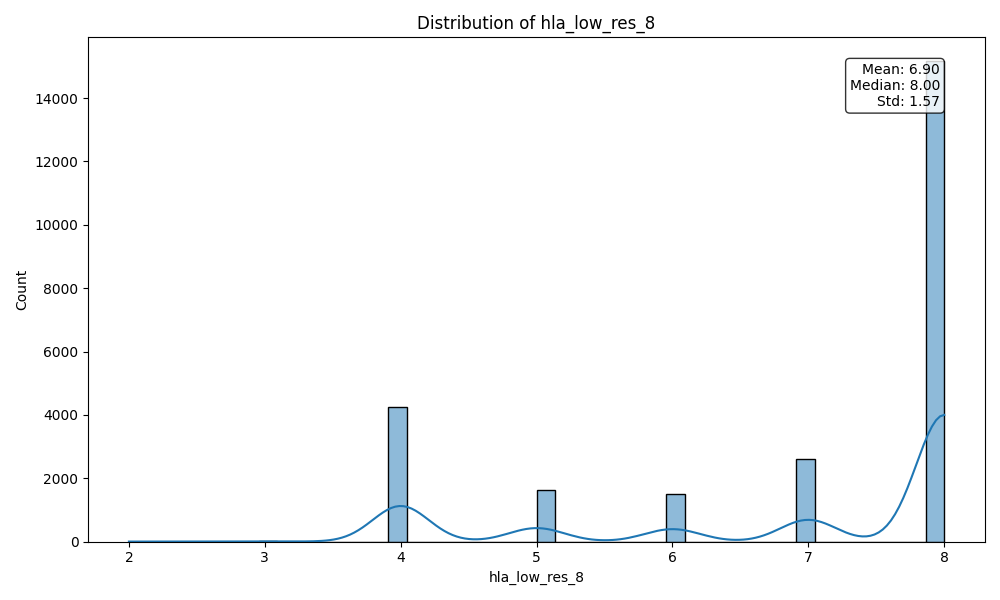 Distribution of hla_low_res_8
Mean: 6.90
Median: 8.00
Std: 1.57
14000
12000
10000
8000
6000
4000
2000
0
Count
2 3 4 5 6 7 8
hla_low_res_8